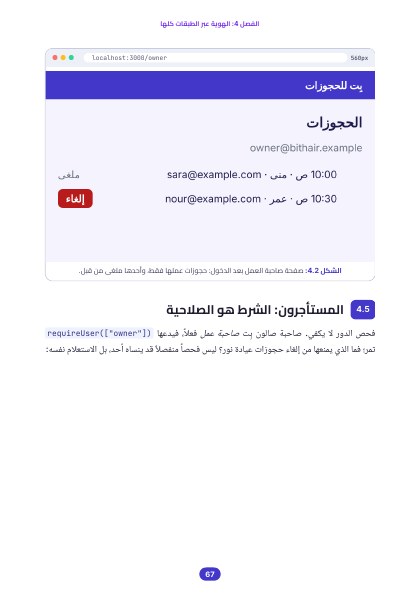 الفصل 4: الهوية عبر الطبقات كلها
localhost:3000/owner
560px
بِت للحجوزات
الحجوزات
owner@bithair.example
10:00 ص · منى · sara@example.com
ملغى
10:30 ص · عمر · nour@example.com
إلغاء
الشكل 4.2: صفحة صاحبة العمل بعد الدخول: حجوزات عملها فقط، وأحدها ملغى من قبل.
4.5 المستأجرون: الشرط هو الصلاحية
فحص الدور لا يكفي. صاحبة صالون بِت صاحبة عمل فعلاً، فيدعها requireUser(["owner"])
تمر؛ فما الذي يمنعها من إلغاء حجوزات عيادة نور؟ ليس فحصاً منفصلاً قد ينساه أحد، بل الاستعلام نفسه:
67